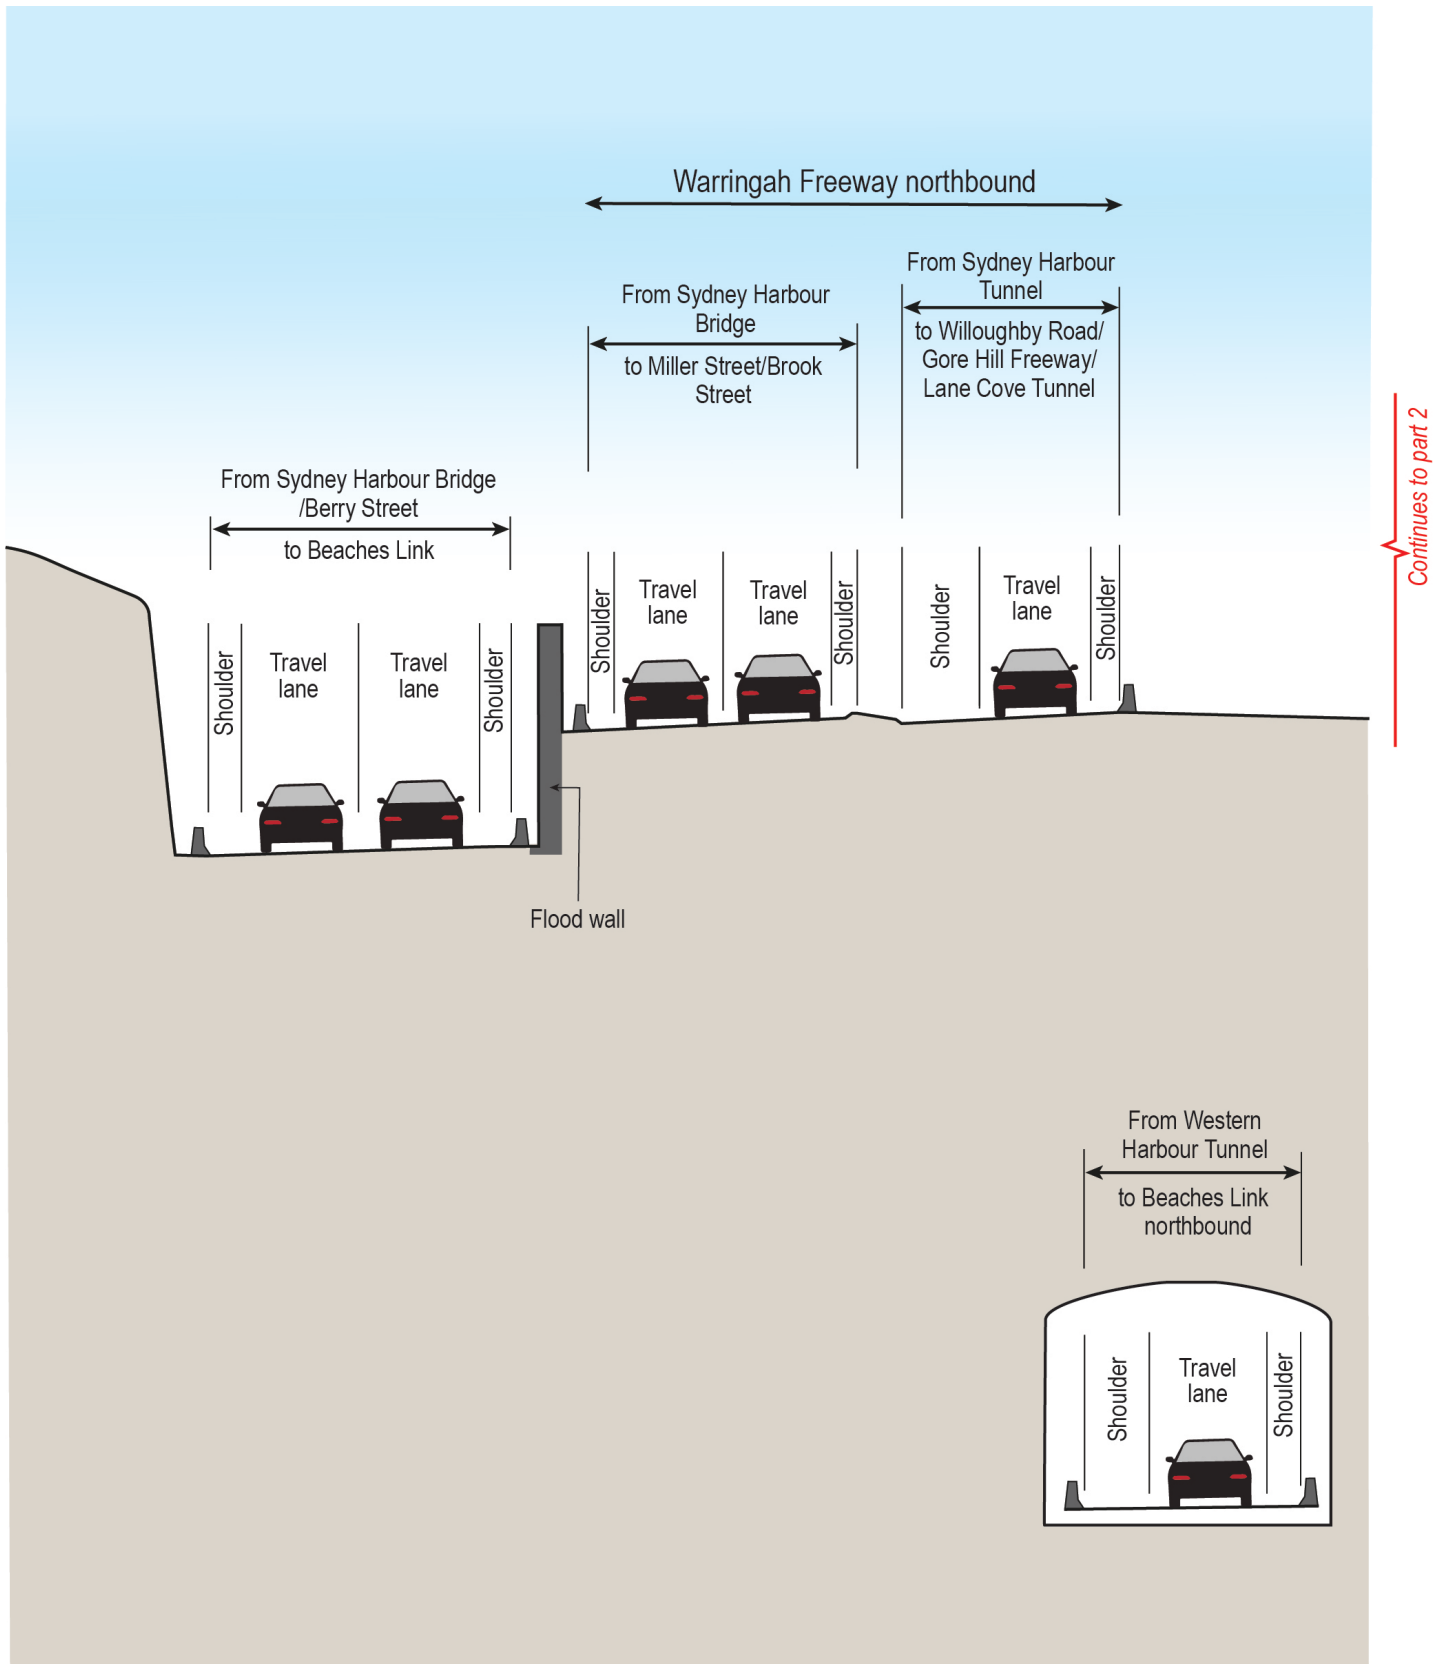 Warringah Freeway northbound
From Sydney Harbour
Tunnel
to Willoughby Road/
Gore Hill Freeway/
Lane Cove Tunnel
From Sydney Harbour
Bridge
to Miller Street/Brook
Street
Continues to part 2
From Sydney Harbour Bridge
/Berry Street
to Beaches Link
Shoulder
Travel
lane
Travel
lane
Shoulder
Shoulder
Travel
lane
Travel
lane
Shoulder
Shoulder
Travel
lane
Shoulder
Flood wall
From Western
Harbour Tunnel
to Beaches Link
northbound
Shoulder
Travel
lane
Shoulder